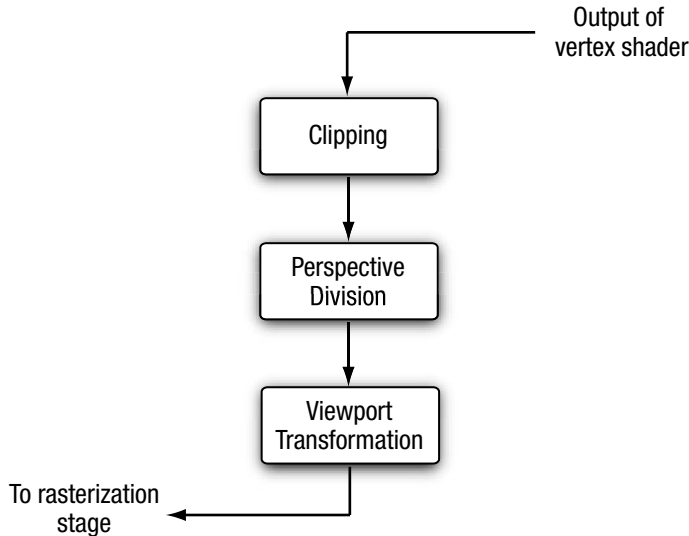 Output of
vertex shader
Clipping
Perspective
Division
Viewport
Transformation
To rasterization
stage